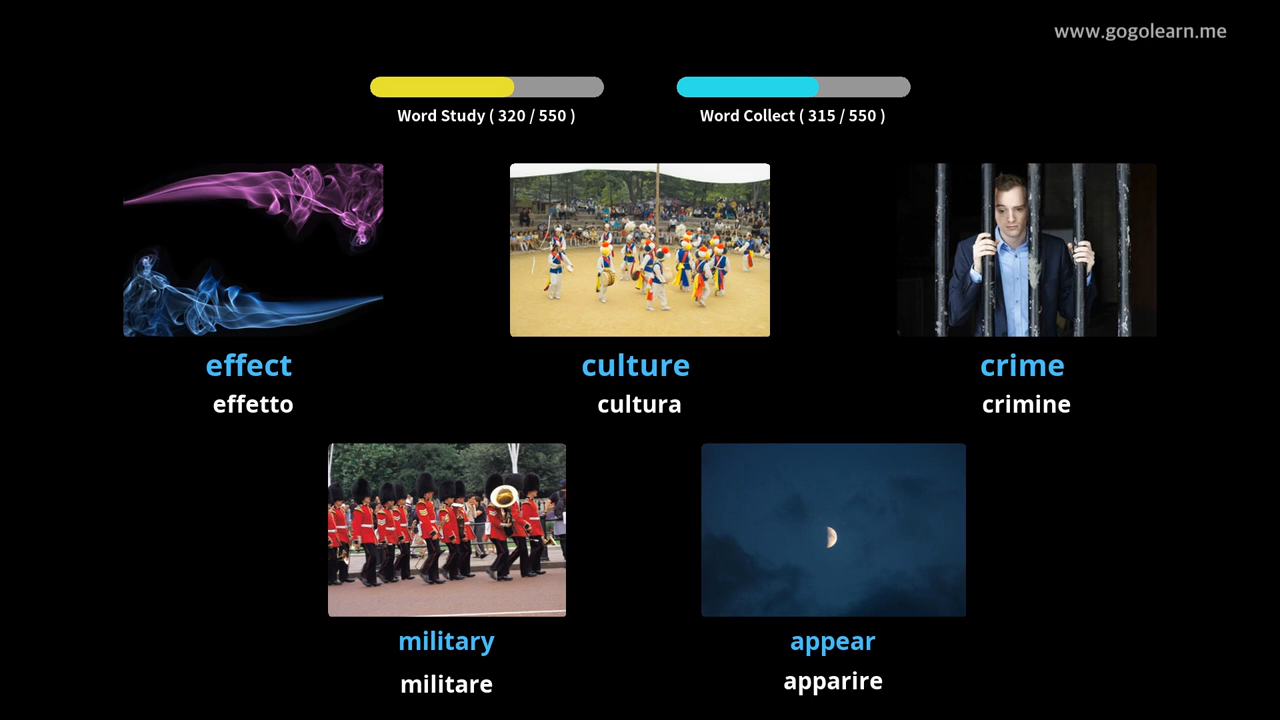 www.gogolearn.me
Word Study ( 320 / 550 )
Word Collect ( 315 / 550 )
effect
effetto
culture
cultura
crime
crimine
military
militare
appear
apparire